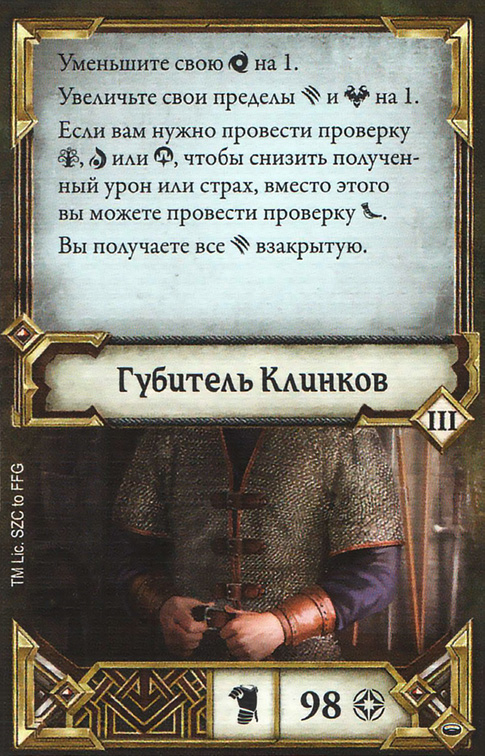 Уменьшите свою на 1.
Увеличьте свои пределы и на 1.
Если вам нужно провести проверку
, или , чтобы снизить получен-
ный урон или страх, вместо этого
вы можете провести проверку .
Вы получаете все взакрытую.
Губитель Клинков
III
TM Lic. SZC to FFG
98